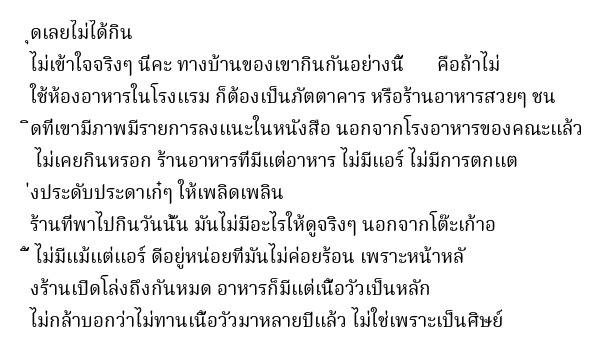 ุดเลยไม่ได้กิน
ไม่เข้าใจจริงๆ นีคะ ทางบ้านของเขากินกันอย่างนี้ คือถ้าไม่
ใช้ห้องอาหารในโรงแรม ก็ต้องเป็นภัตตาคาร หรือร้านอาหารสวยๆ ชน
ิดทีเขามีภาพมีรายการลงแนะในหนังสือ นอกจากโรงอาหารของคณะแล้ว
ไม่เคยกินหรอก ร้านอาหารทีมีแต่อาหาร ไม่มีแอร์ ไม่มีการตกแต
่งประดับประดาเก๋ๆ ให้เพลิดเพลิน
ร้านทีพาไปกินวันนั้น มันไม่มีอะไรให้ดูจริงๆ นอกจากโต๊ะเก้าอ
ี้ ไม่มีแม้แต่แอร์ ดีอยู่หน่อยทีมันไม่ค่อยร้อน เพราะหน้าหลั
งร้านเปิดโล่งถึงกันหมด อาหารก็มีแต่เนื้อวัวเป็นหลัก
ไม่กล้าบอกว่าไม่ทานเนื้อวัวมาหลายปีแล้ว ไม่ใช่เพราะเป็นศิษย์